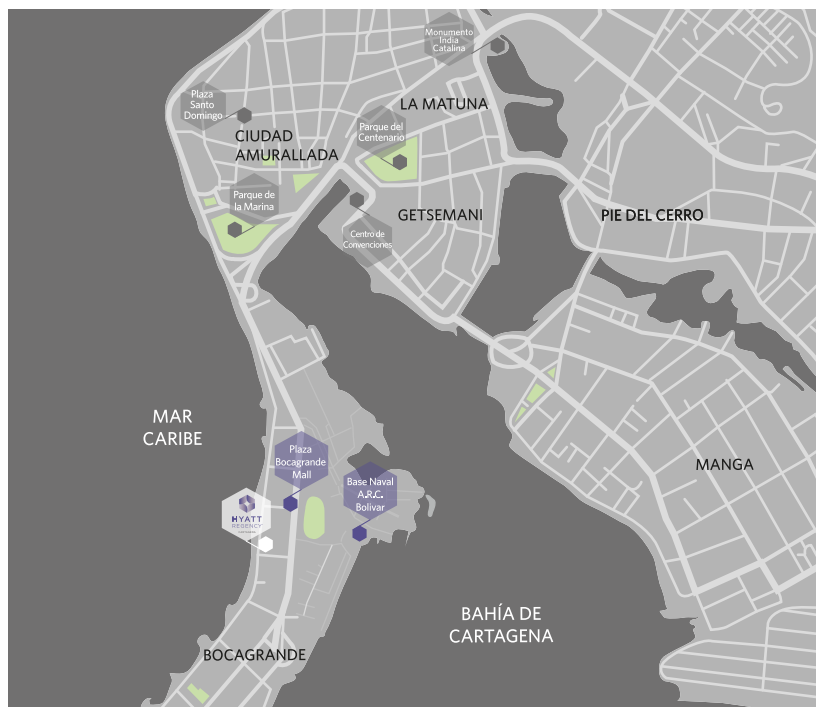 Monumento
India
Catalina
Plaza
Santo
Domingo
LA MATUNA
Parque del
Centenario
CIUDAD
AMURALLADA
Parque de
la Marina
GETSEMANI
PIE DEL CERRO
Centro de
Convenciones
MAR
CARIBE
Plaza
Bocagrande
Mall
MANGA
Base Naval
A.R.C.
Bolívar
HYATT
REGENCY
BAHÍA DE
CARTAGENA
BOCAGRANDE